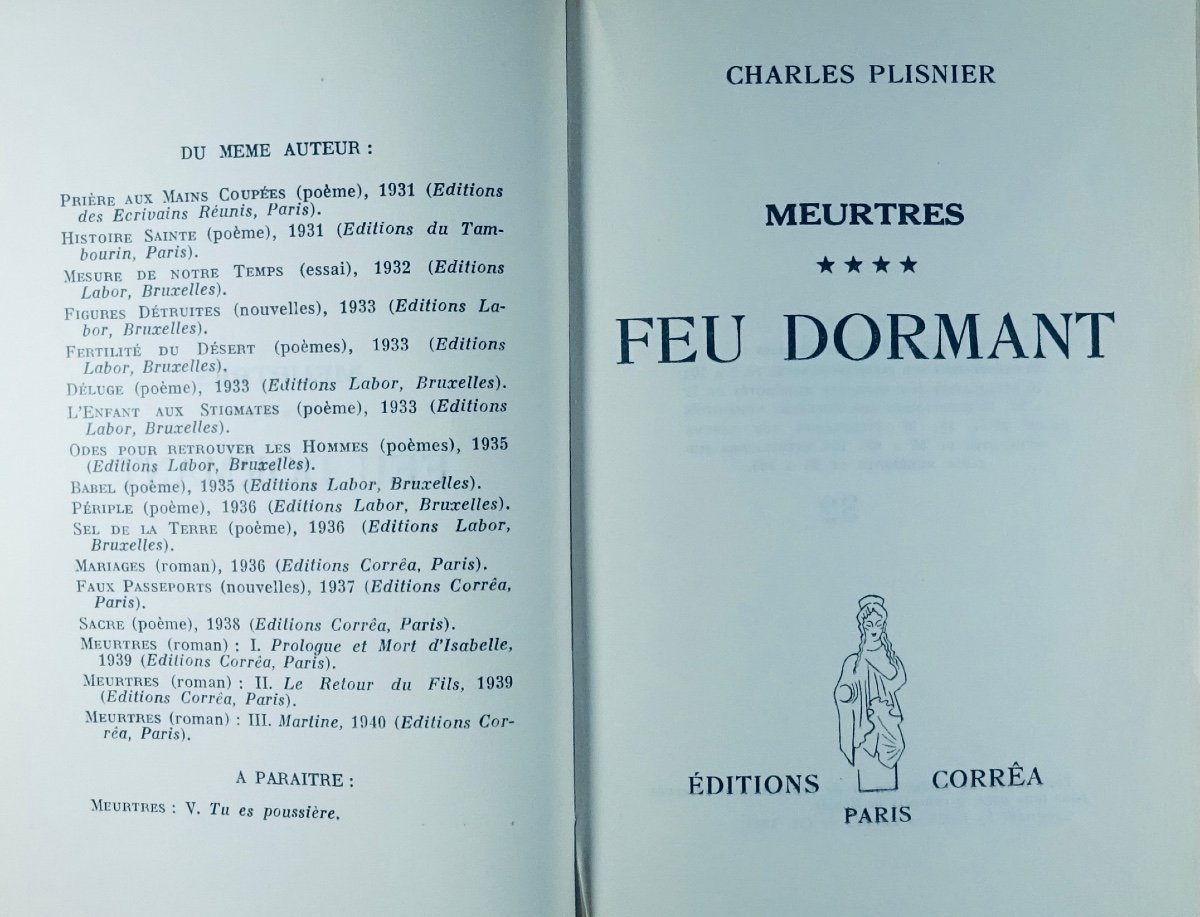 DU MEME AUTEUR :
PRIÈRE AUX MAINS COUPÉES (poème), 1931 (Editions
des Ecrivains Réunis, Paris).
HISTOIRE SAINTE (poème), 1931 (Editions du Tam-
bourin, Paris).
MESURE DE NOTRE TEMPS (essai), 1932 (Editions
Labor, Bruxelles).
FIGURES DÉTRUITES (nouvelles), 1933 (Editions La-
bor, Bruxelles).
FERTILITÉ DU DÉSERT (poèmes), 1933 (Editions
Labor, Bruxelles).
DÉLUGE (poème), 1933 (Editions Labor, Bruxelles).
L'ENFANT AUX STIGMATES (poème), 1933 (Editions
Labor, Bruxelles).
ODES POUR RETROUVER LES HOMMES (poèmes), 1935
(Editions Labor, Bruxelles).
BABEL (poème), 1935 (Editions Labor, Bruxelles).
PÉRIPLE (poème), 1936 (Editions Labor, Bruxelles).
SEL DE LA TERRE (poème), 1936 (Editions Labor,
Bruxelles).
MARIAGES (roman), 1936 (Editions Corrêa, Paris).
FAUX PASSEPORTS (nouvelles), 1937 (Editions Corrêa,
Paris).
SACRE (poème), 1938 (Editions Corrêa, Paris).
MEURTRES (roman) : I. Prologue et Mort d'Isabelle,
1939 (Editions Corrêa, Paris).
MEURTRES (roman) : II. Le Retour du Fils, 1939
(Editions Corrêa, Paris).
MEURTRES (roman) : III. Martine, 1940 (Editions Cor-
rêa, Paris).
A PARAITRE :
MEURTRES : V. Tu es poussière.
CHARLES PLISNIER
MEURTRES
★★★★
FEU DORMANT
ÉDITIONS CORRÊA
PARIS